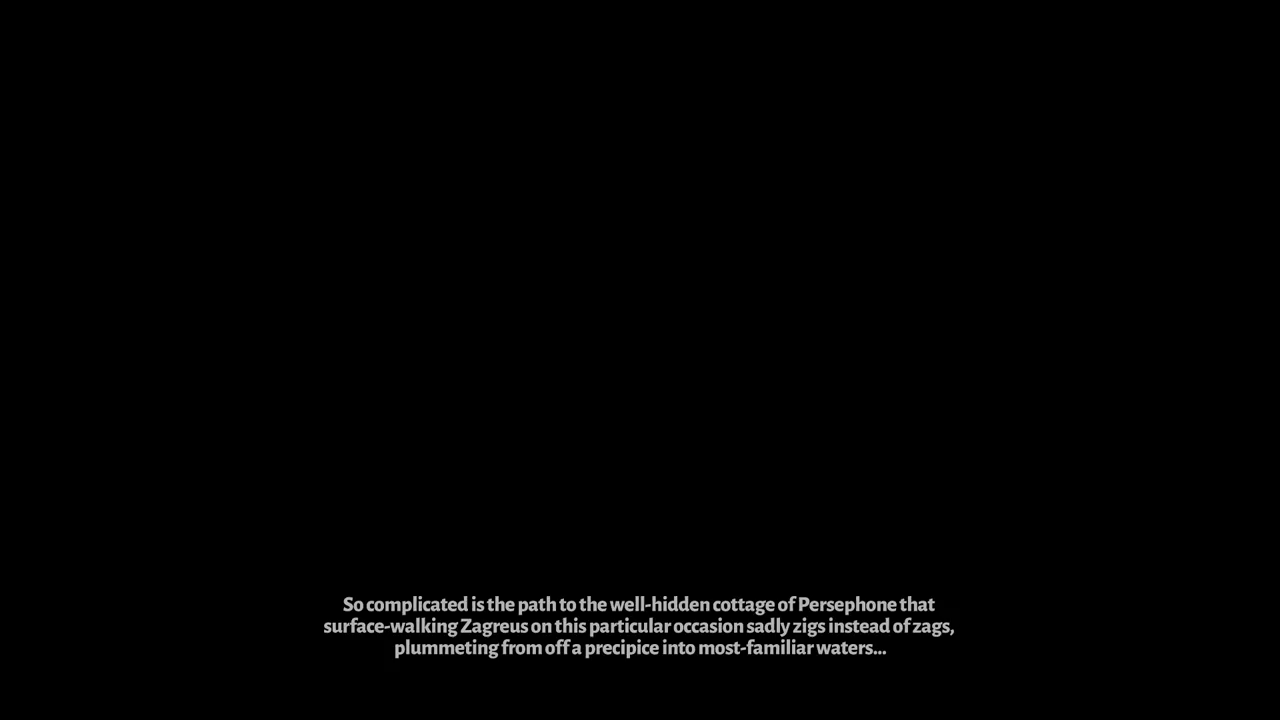 So complicated is the path to the well-hidden cottage of Persephone that
surface-walking Zagreus on this particular occasion sadly zigs instead of zags,
plummeting from off a precipice into most-familiar waters...